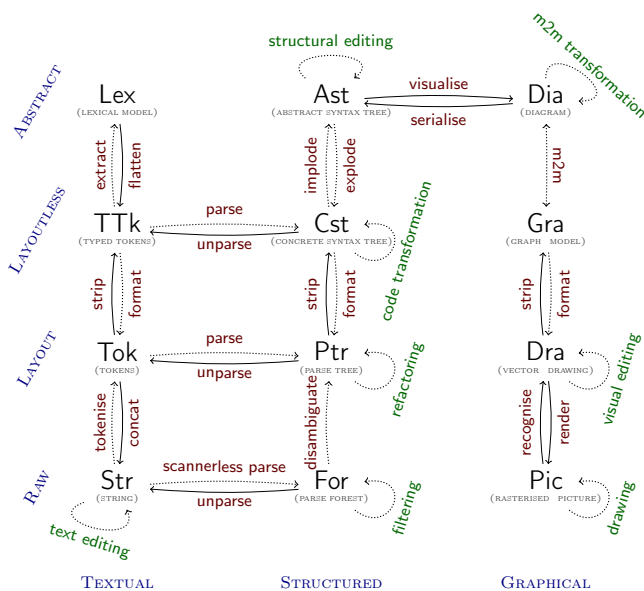 structural editing
m2m transformation
ABSTRACT
Lex
(LEXICAL MODEL)
Ast
(ABSTRACT SYNTAX TREE)
visualise
serialise
Dia
(DIAGRAM)
extract
flatten
implode
explode
m2m
LAYOUTLESS
TTk
(TYPED TOKENS)
parse
unparse
Cst
(CONCRETE SYNTAX TREE)
code transformation
Gra
(GRAPH MODEL)
strip
format
strip
format
strip
format
LAYOUT
Tok
(TOKENS)
parse
unparse
Ptr
(PARSE TREE)
refactoring
Dra
(VECTOR DRAWING)
visual editing
tokenise
concat
disambiguate
recognise
render
RAW
Str
(STRING)
text editing
scannerless parse
unparse
For
(PARSE FOREST)
filtering
Pic
(RASTERISED PICTURE)
drawing
TEXTUAL
STRUCTURED
GRAPHICAL